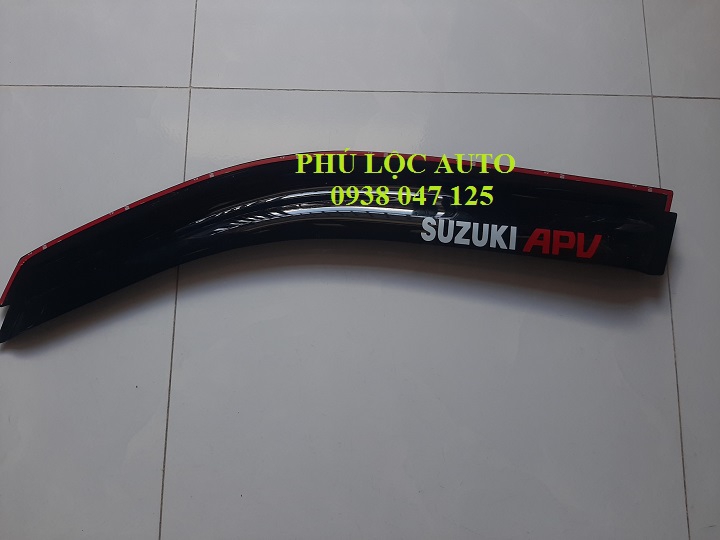 PHÚ LỘC AUTO
0938 047 125
SUZUKI APV